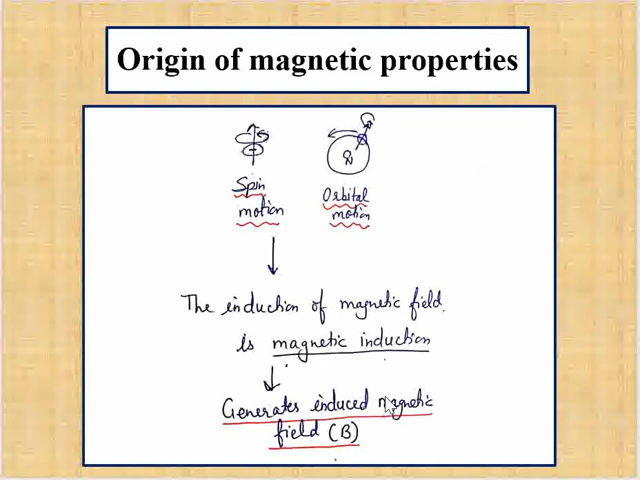 Origin of magnetic properties
Spin
motion
Orbital
motion
The induction of magnetic field.
is magnetic induction
Generates induced magnetic
field (B)